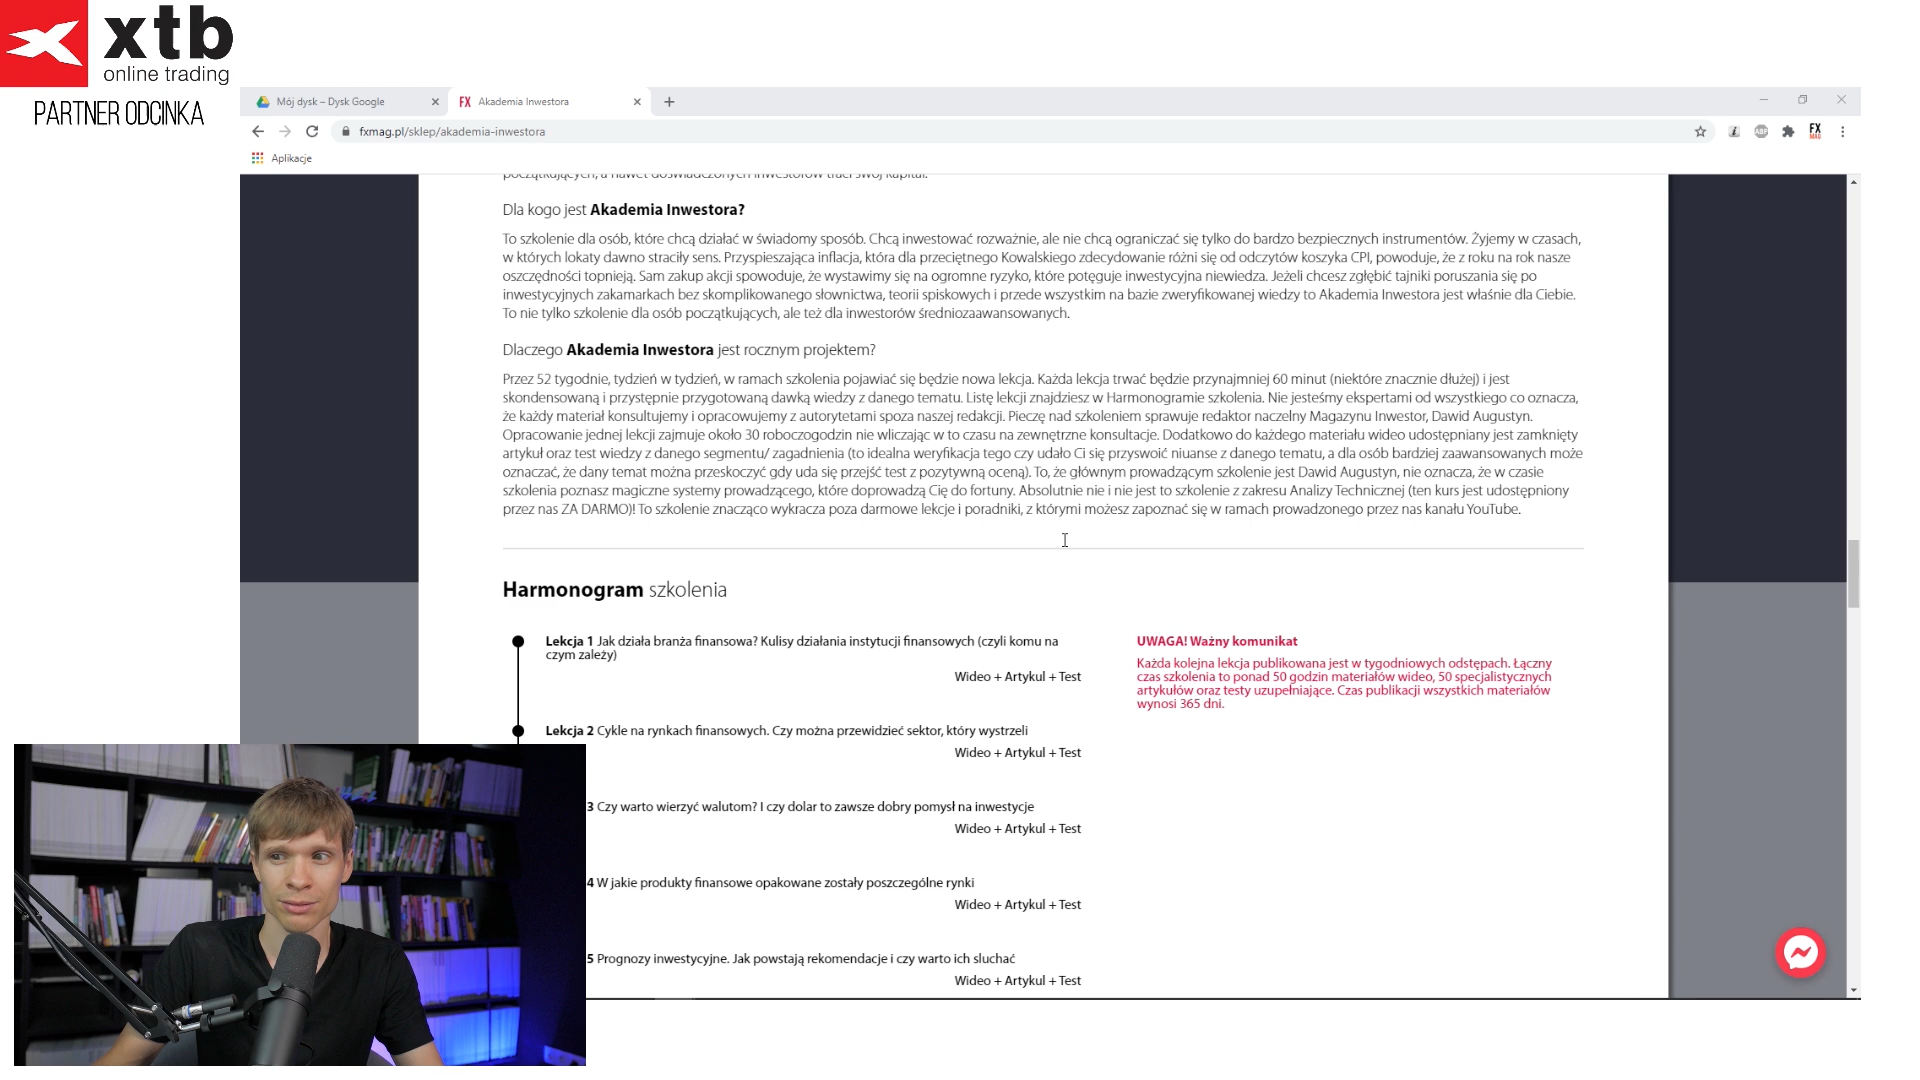 xtb
online trading
PARTNER ODCINKA
Mój dysk – Dysk Google
FX Akademia Inwestora
fxmag.pl/sklep/akademia-inwestora
ABP
FX
MAG
Aplikacje
początkujących, a nawet doświadczonych inwestorów traci swój kapitał.
Dla kogo jest Akademia Inwestora?
To szkolenie dla osób, które chcą działać w świadomy sposób. Chcą inwestować rozważnie, ale nie chcą ograniczać się tylko do bardzo bezpiecznych instrumentów. Żyjemy w czasach,
w których lokaty dawno straciły sens. Przyspieszająca inflacja, która dla przeciętnego Kowalskiego zdecydowanie różni się od odczytów koszyka CPI, powoduje, że z roku na rok nasze
oszczędności topnieją. Sam zakup akcji spowoduje, że wystawimy się na ogromne ryzyko, które potęguje inwestycyjna niewiedza. Jeżeli chcesz zgłębić tajniki poruszania się po
inwestycyjnych zakamarkach bez skomplikowanego słownictwa, teorii spiskowych i przede wszystkim na bazie zweryfikowanej wiedzy to Akademia Inwestora jest właśnie dla Ciebie.
To nie tylko szkolenie dla osób początkujących, ale też dla inwestorów średniozaawansowanych.
Dlaczego Akademia Inwestora jest rocznym projektem?
Przez 52 tygodnie, tydzień w tydzień, w ramach szkolenia pojawiać się będzie nowa lekcja. Każda lekcja trwać będzie przynajmniej 60 minut (niektóre znacznie dłużej) i jest
skondensowaną i przystępnie przygotowaną dawką wiedzy z danego tematu. Listę lekcji znajdziesz w Harmonogramie szkolenia. Nie jesteśmy ekspertami od wszystkiego co oznacza,
że każdy materiał konsultujemy i opracowujemy z autorytetami spoza naszej redakcji. Pieczę nad szkoleniem sprawuje redaktor naczelny Magazynu Inwestor, Dawid Augustyn.
Opracowanie jednej lekcji zajmuje około 30 roboczogodzin nie wliczając w to czasu na zewnętrzne konsultacje. Dodatkowo do każdego materiału wideo udostępniany jest zamknięty
artykuł oraz test wiedzy z danego segmentu/ zagadnienia (to idealna weryfikacja tego czy udało Ci się przyswoić niuanse z danego tematu, a dla osób bardziej zaawansowanych może
oznaczać, że dany temat można przeskoczyć gdy uda się przejść test z pozytywną oceną). To, że głównym prowadzącym szkolenie jest Dawid Augustyn, nie oznacza, że w czasie
szkolenia poznasz magiczne systemy prowadzącego, które doprowadzą Cię do fortuny. Absolutnie nie i nie jest to szkolenie z zakresu Analizy Technicznej (ten kurs jest udostępniony
przez nas ZA DARMO)! To szkolenie znacząco wykracza poza darmowe lekcje i poradniki, z którymi możesz zapoznać się w ramach prowadzonego przez nas kanału YouTube.
Harmonogram szkolenia
Lekcja 1 Jak działa branża finansowa? Kulisy działania instytucji finansowych (czyli komu na
czym zależy)
Wideo + Artykul + Test
UWAGA! Ważny komunikat
Każda kolejna lekcja publikowana jest w tygodniowych odstępach. Łączny
czas szkolenia to ponad 50 godzin materiałów wideo, 50 specjalistycznych
artykułów oraz testy uzupełniające. Czas publikacji wszystkich materiałów
wynosi 365 dni.
Lekcja 2 Cykle na rynkach finansowych. Czy można przewidzieć sektor, który wystrzeli
Wideo + Artykul + Test
3 Czy warto wierzyć walutom? I czy dolar to zawsze dobry pomysł na inwestycje
Wideo + Artykul + Test
4 W jakie produkty finansowe opakowane zostały poszczególne rynki
Wideo + Artykul + Test
5 Prognozy inwestycyjne. Jak powstają rekomendacje i czy warto ich sluchać
Wideo + Artykul + Test